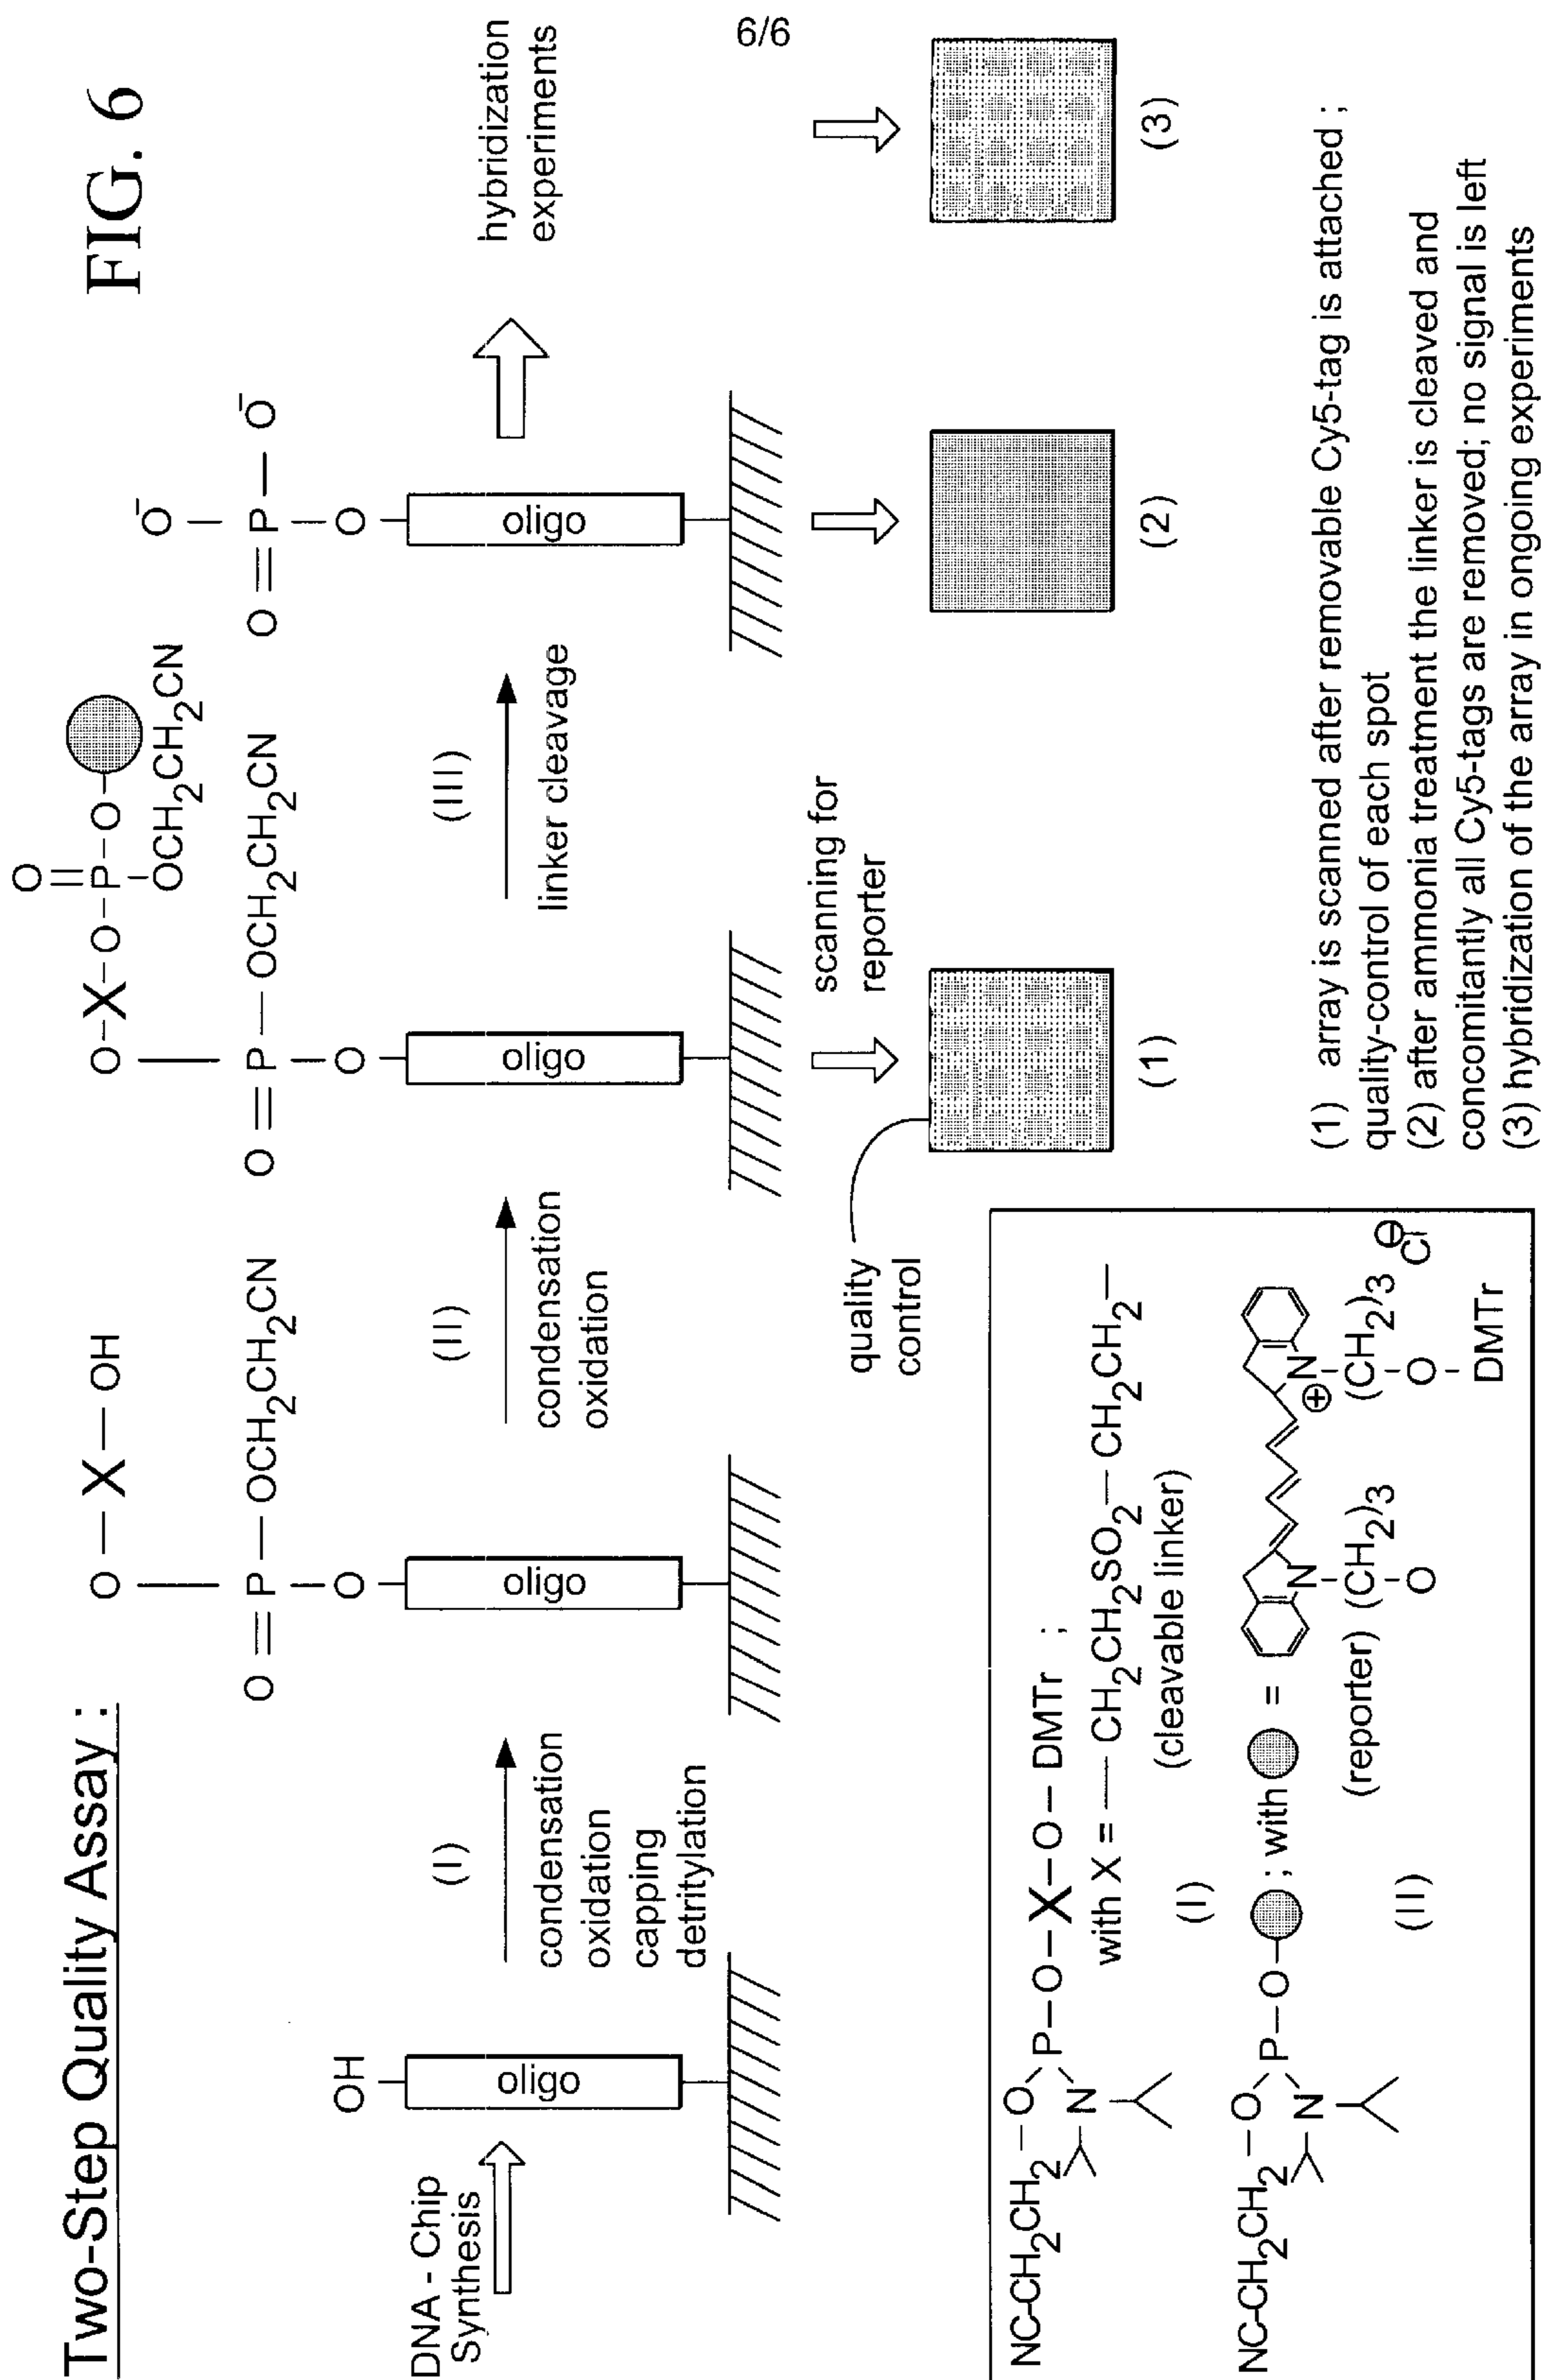 6/6
FIG. 6
Two-Step Quality Assay :
DNA - Chip
Synthesis
OH
oligo
(I)
condensation
oxidation
capping
detritylation
O — X — OH
O = P — OCH2CH2CN
O
oligo
(II)
condensation
oxidation
O
O-X-O-P-O-
OCH2CH2CN
O = P — OCH2CH2CN
O
oligo
(III)
linker cleavage
O-
O = P — O-
O
oligo
hybridization
experiments
quality
control
scanning for
reporter
(1)
(2)
(3)
NC-CH2CH2-O
P-O-X-O-DMTr ;
N
with X = — CH2CH2SO2 — CH2CH2 —
(I)
(cleavable linker)
NC-CH2CH2-O
P-O- ; with =
N
(II)
(reporter)
N
(CH2)3
O
N ⊕
(CH2)3
O
DMTr
Cl ⊖
(1) array is scanned after removable Cy5-tag is attached ;
quality-control of each spot
(2) after ammonia treatment the linker is cleaved and
concomitantly all Cy5-tags are removed; no signal is left
(3) hybridization of the array in ongoing experiments